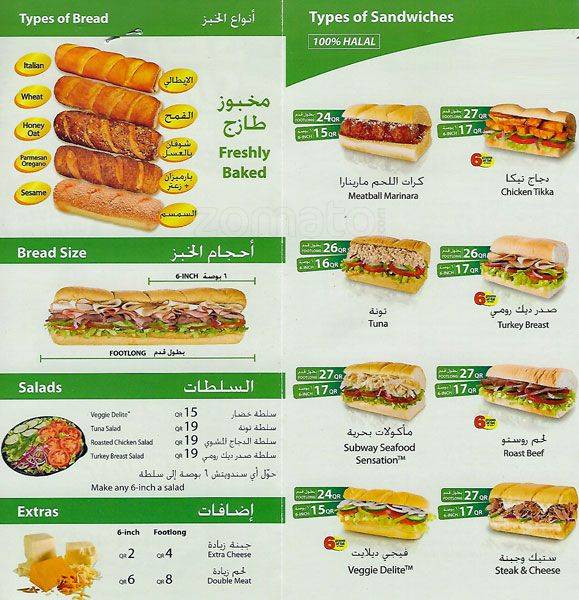 Types of Bread
أنواع الخبز
Italian
الإيطالي
Wheat
القمح
Honey
Oat
شوفان
بالعسل
Parmesan
Oregano
بارميزان
+ زعتر
Sesame
السمسم
مخبوز
طازج
Freshly
Baked
Bread Size
أحجام الخبز
6-INCH ٦ بوصة
FOOTLONG بطول قدم
Salads
السلطات
Veggie Delite™ QR 15 سلطة خضار
Tuna Salad QR 19 سلطة تونة
Roasted Chicken Salad QR 19 سلطة الدجاج المشوي
Turkey Breast Salad QR 19 سلطة صدر ديك رومي
حوّل أي سندويتش ٦ بوصة إلى سلطة
Make any 6-inch a salad
Extras
إضافات
6-inch Footlong
QR 2 QR 4
جبنة زيادة
Extra Cheese
QR 6 QR 8
لحم زيادة
Double Meat
Types of Sandwiches
100% HALAL
أنواع السندويتشات
بطول قدم
FOOTLONG 24 QR
٦ بوصة
6-INCH 15 QR
كرات اللحم مارينارا
Meatball Marinara
بطول قدم
FOOTLONG 27 QR
٦ بوصة
6-INCH 17 QR
دجاج تيكا
Chicken Tikka
بطول قدم
FOOTLONG 26 QR
٦ بوصة
6-INCH 16 QR
تونة
Tuna
بطول قدم
FOOTLONG 26 QR
٦ بوصة
6-INCH 17 QR
صدر ديك رومي
Turkey Breast
بطول قدم
FOOTLONG 27 QR
٦ بوصة
6-INCH 17 QR
مأكولات بحرية
Subway Seafood
Sensation™
بطول قدم
FOOTLONG 27 QR
٦ بوصة
6-INCH 17 QR
لحم روستو
Roast Beef
بطول قدم
FOOTLONG 24 QR
٦ بوصة
6-INCH 15 QR
فيجي ديلايت
Veggie Delite™
بطول قدم
FOOTLONG 27 QR
٦ بوصة
6-INCH 17 QR
ستيك وجبنة
Steak & Cheese
zomato